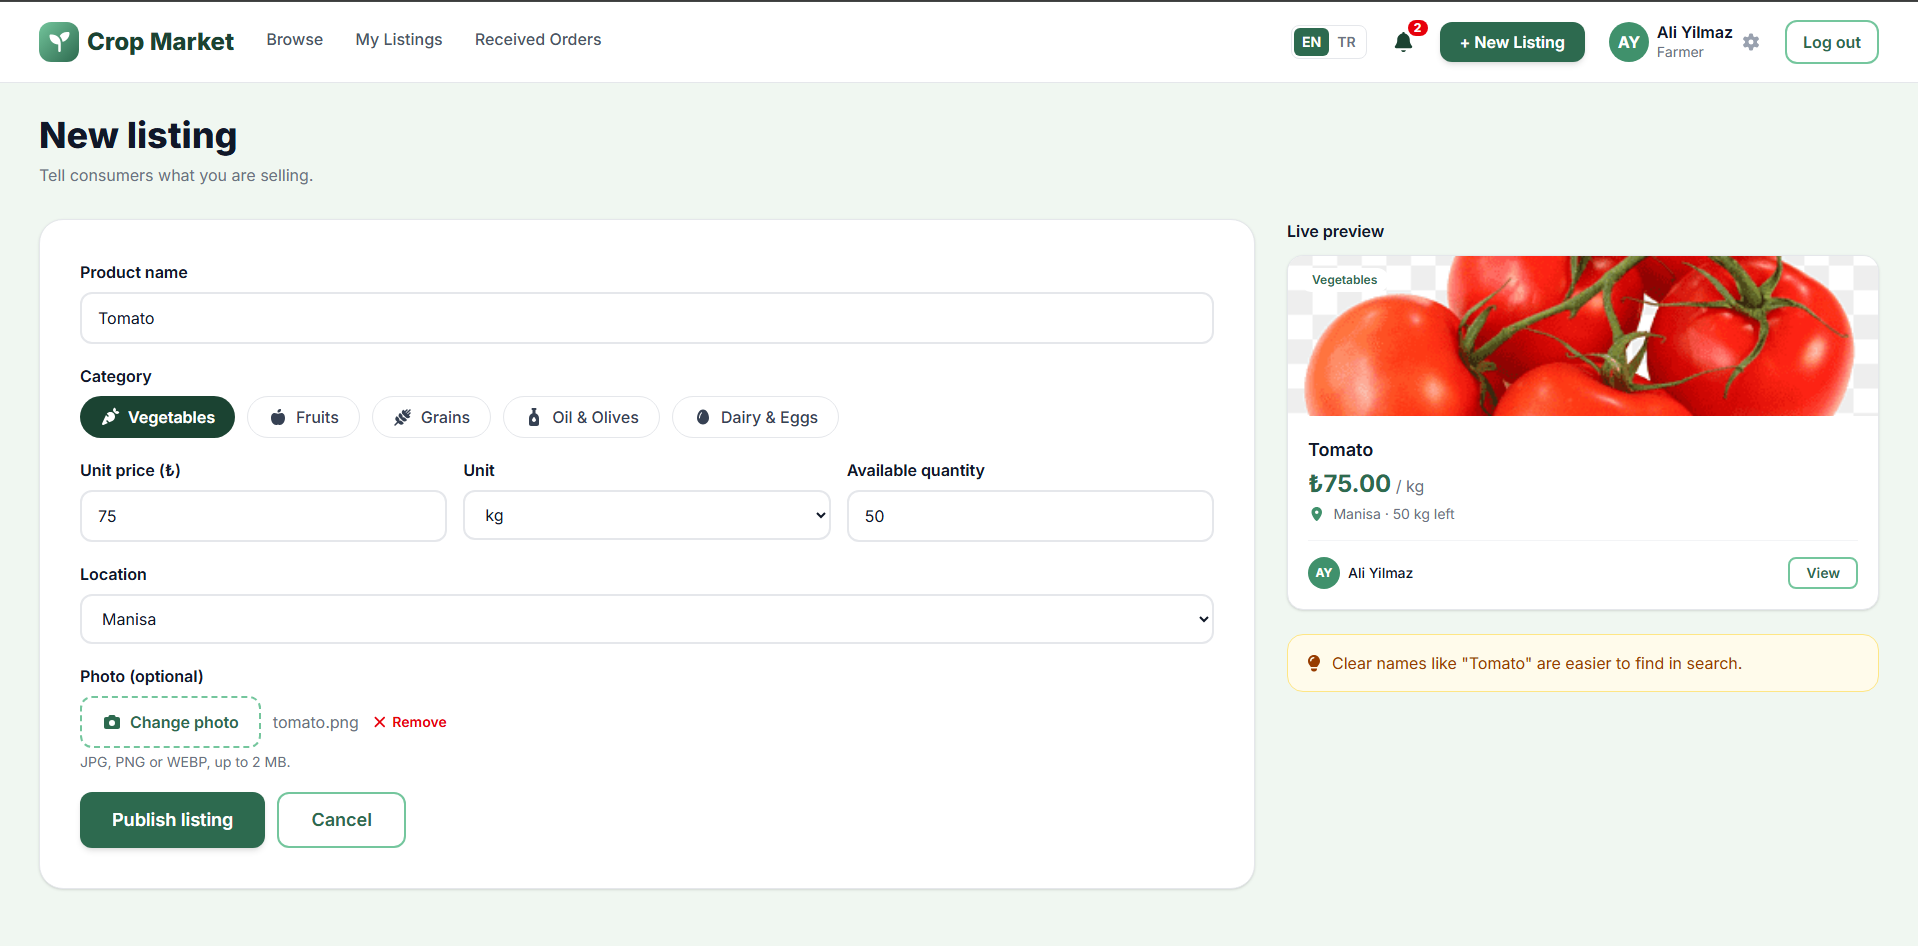 Crop Market
Browse
My Listings
Received Orders
EN TR
2
+ New Listing
AY
Ali Yilmaz
Farmer
Log out
New listing
Tell consumers what you are selling.
Product name
Tomato
Category
Vegetables
Fruits
Grains
Oil & Olives
Dairy & Eggs
Unit price (₺)
Unit
Available quantity
75
kg
50
Location
Manisa
Photo (optional)
Change photo
tomato.png
Remove
JPG, PNG or WEBP, up to 2 MB.
Publish listing
Cancel
Live preview
Vegetables
Tomato
₺75.00 / kg
Manisa · 50 kg left
AY
Ali Yilmaz
View
Clear names like "Tomato" are easier to find in search.